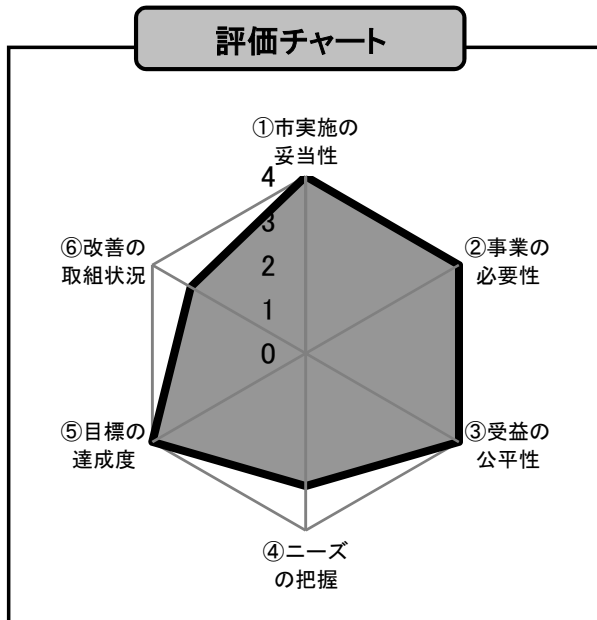 評価チャート
①市実施の
妥当性
4
3
2
1
0
②事業の
必要性
③受益の
公平性
④ニーズ
の把握
⑤目標の
達成度
⑥改善の
取組状況